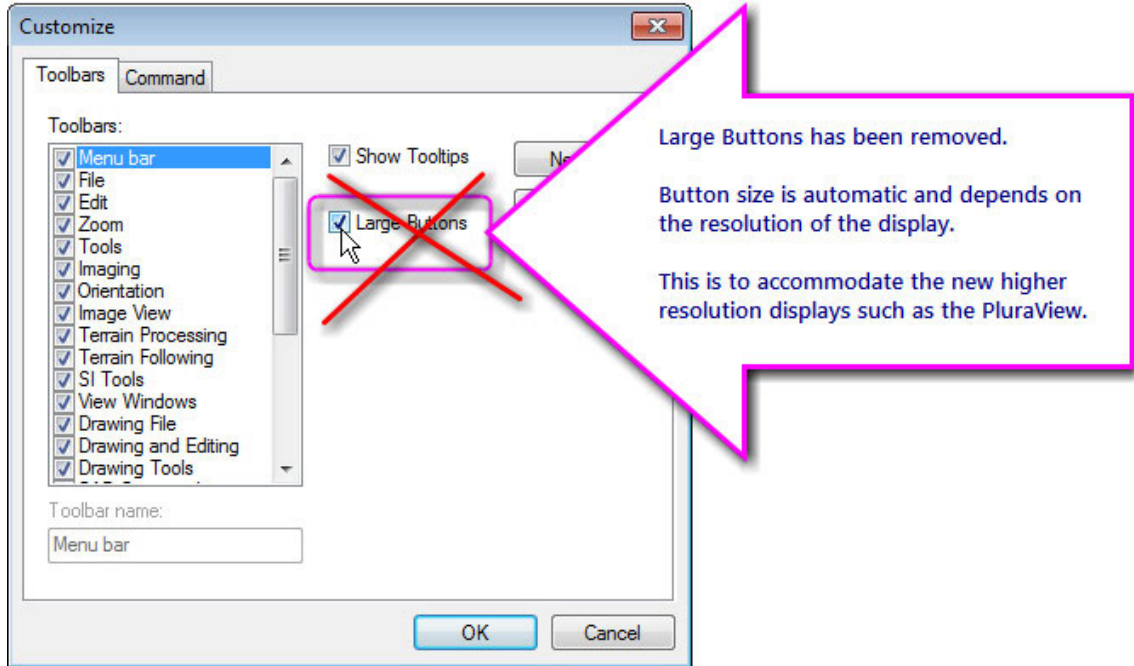 Customize
Toolbars
Command
Toolbars:
Menu bar
File
Edit
Zoom
Tools
Imaging
Orientation
Image View
Terrain Processing
Terrain Following
SI Tools
View Windows
Drawing File
Drawing and Editing
Drawing Tools
Show Tooltips
Large Buttons
Toolbar name:
Menu bar
OK
Cancel
Large Buttons has been removed.
Button size is automatic and depends on
the resolution of the display.
This is to accommodate the new higher
resolution displays such as the PluraView.